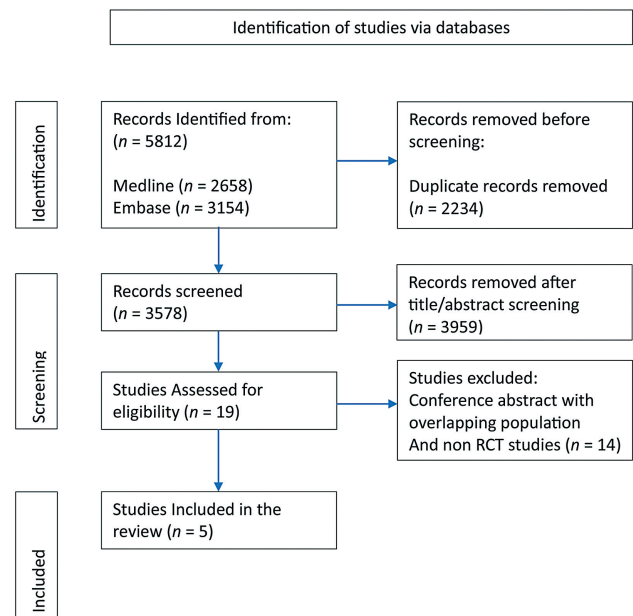 Identification of studies via databases
Identification
Records Identified from:
(n = 5812)
Medline (n = 2658)
Embase (n = 3154)
Records removed before
screening:
Duplicate records removed
(n = 2234)
Screening
Records screened
(n = 3578)
Records removed after
title/abstract screening
(n = 3959)
Studies Assessed for
eligibility (n = 19)
Studies excluded:
Conference abstract with
overlapping population
And non RCT studies (n = 14)
Included
Studies Included in the
review (n = 5)